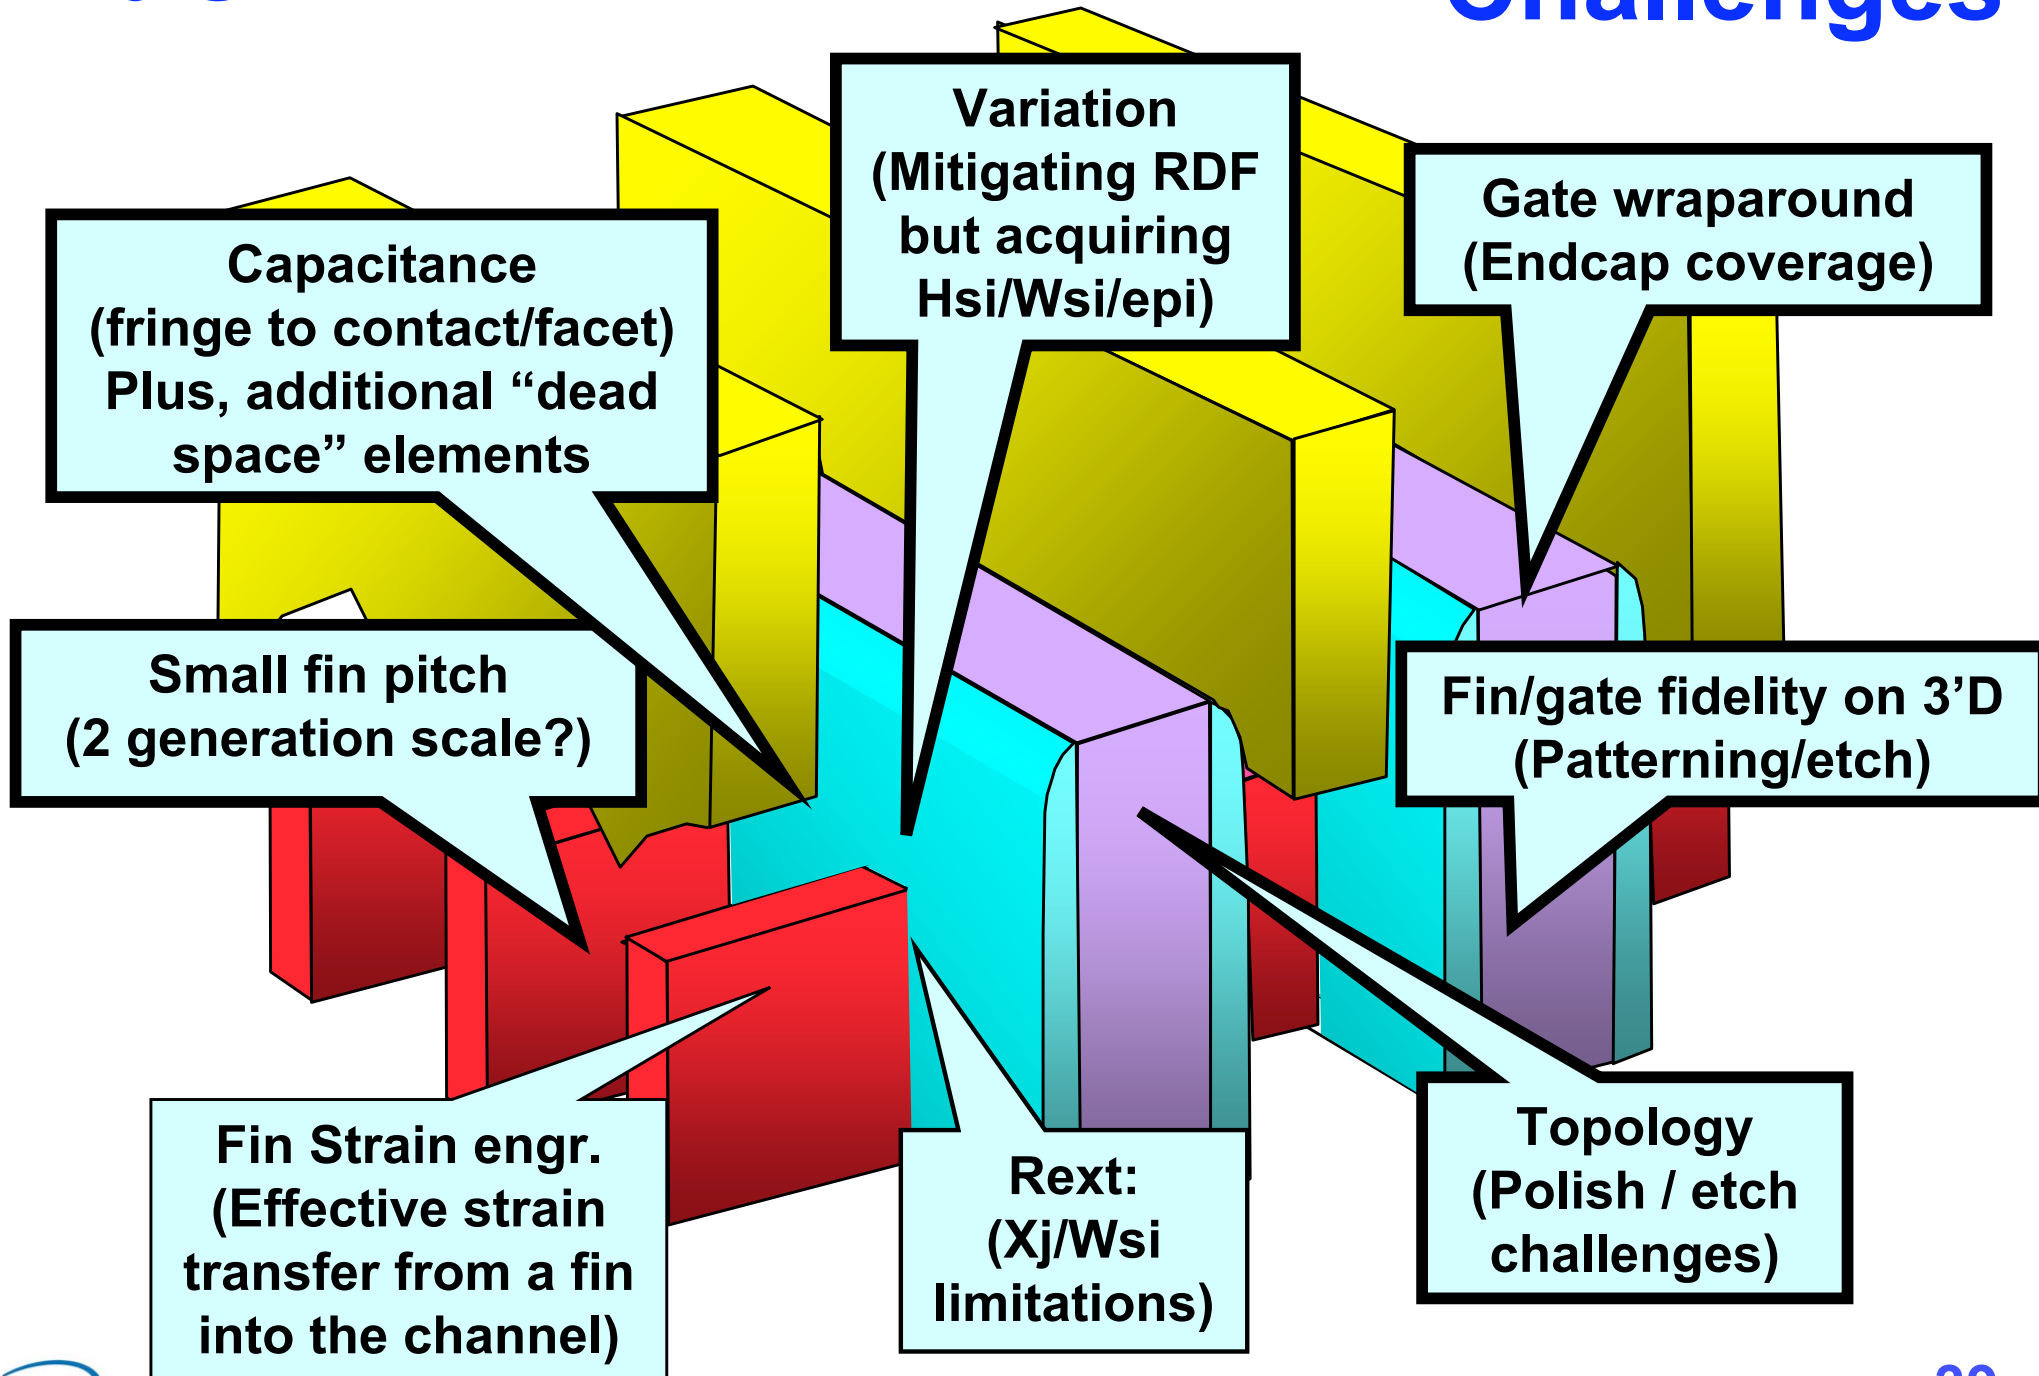 Challenges
Variation
(Mitigating RDF
but acquiring
Hsi/Wsi/epi)
Gate wraparound
(Endcap coverage)
Capacitance
(fringe to contact/facet)
Plus, additional “dead
space” elements
Small fin pitch
(2 generation scale?)
Fin/gate fidelity on 3’D
(Patterning/etch)
Fin Strain engr.
(Effective strain
transfer from a fin
into the channel)
Rext:
(Xj/Wsi
limitations)
Topology
(Polish / etch
challenges)